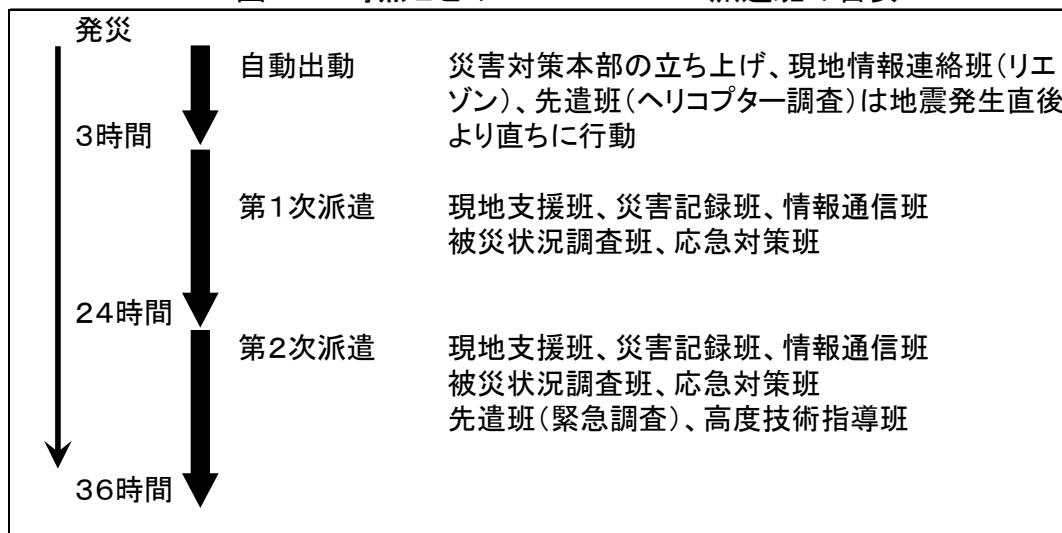 発災
自動出動
災害対策本部の立ち上げ、現地情報連絡班(リエ
ゾン)、先遣班(ヘリコプター調査)は地震発生直後
より直ちに行動
3時間
第1次派遣
現地支援班、災害記録班、情報通信班
被災状況調査班、応急対策班
24時間
第2次派遣
現地支援班、災害記録班、情報通信班
被災状況調査班、応急対策班
先遣班(緊急調査)、高度技術指導班
36時間